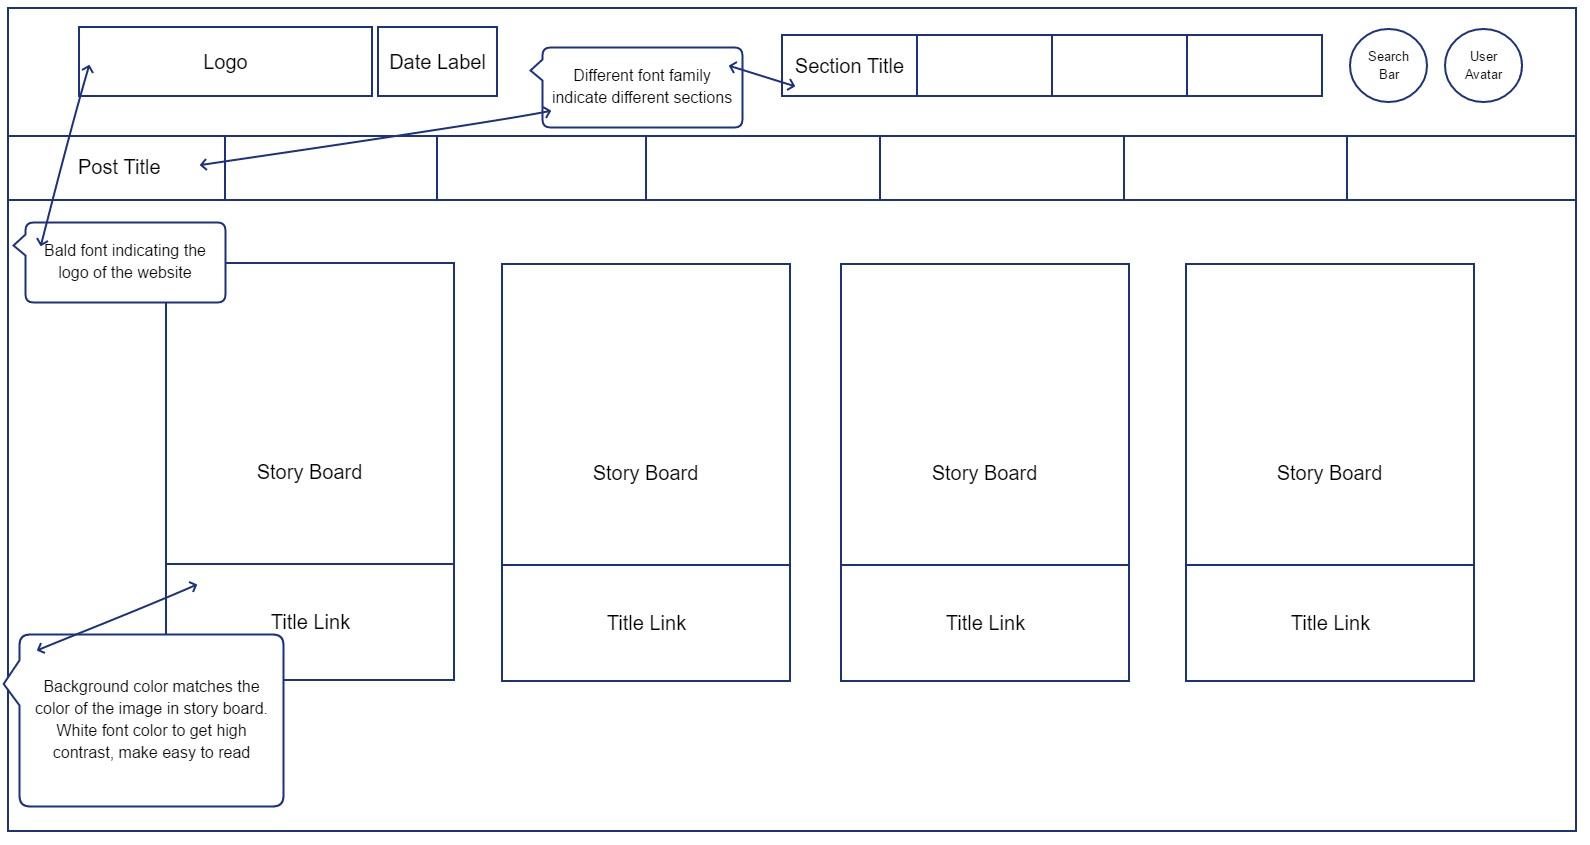 Logo
Date Label
Different font family
indicate different sections
Section Title
Search
Bar
User
Avatar
Post Title
Bald font indicating the
logo of the website
Story Board
Story Board
Story Board
Story Board
Title Link
Title Link
Title Link
Title Link
Background color matches the
color of the image in story board.
White font color to get high
contrast, make easy to read